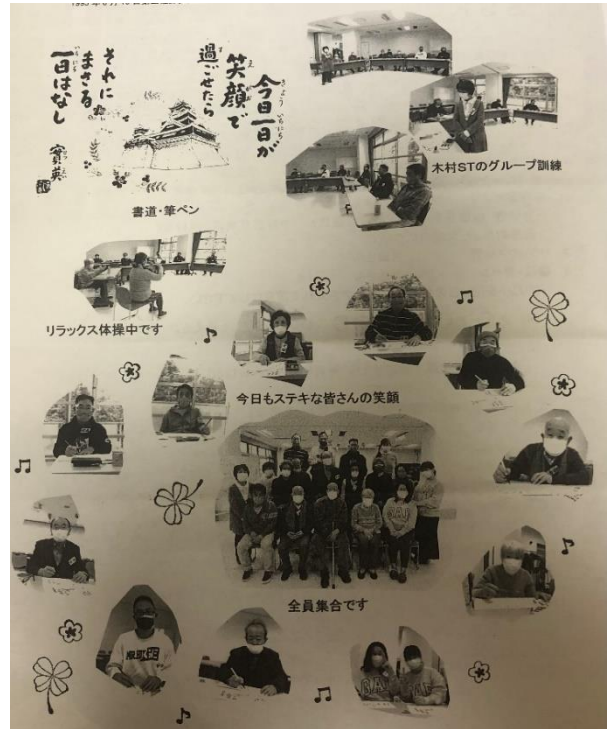 今日一日が
笑顔で
過ごせたら
それに
まさる
一日はなし
書道・筆ペン
木村STのグループ訓練
リラックス体操中です
今日もステキな皆さんの笑顔
全員集合です